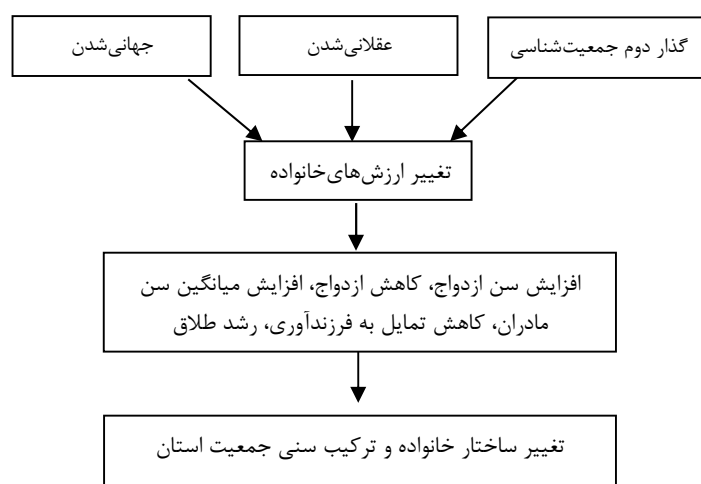 گذار دوم جمعیت‌شناسی
عقلانی‌شدن
جهانی‌شدن
تغییر ارزش‌های‌خانواده
افزایش سن ازدواج، کاهش ازدواج، افزایش میانگین سن
مادران، کاهش تمایل به فرزندآوری، رشد طلاق
تغییر ساختار خانواده و ترکیب سنی جمعیت استان